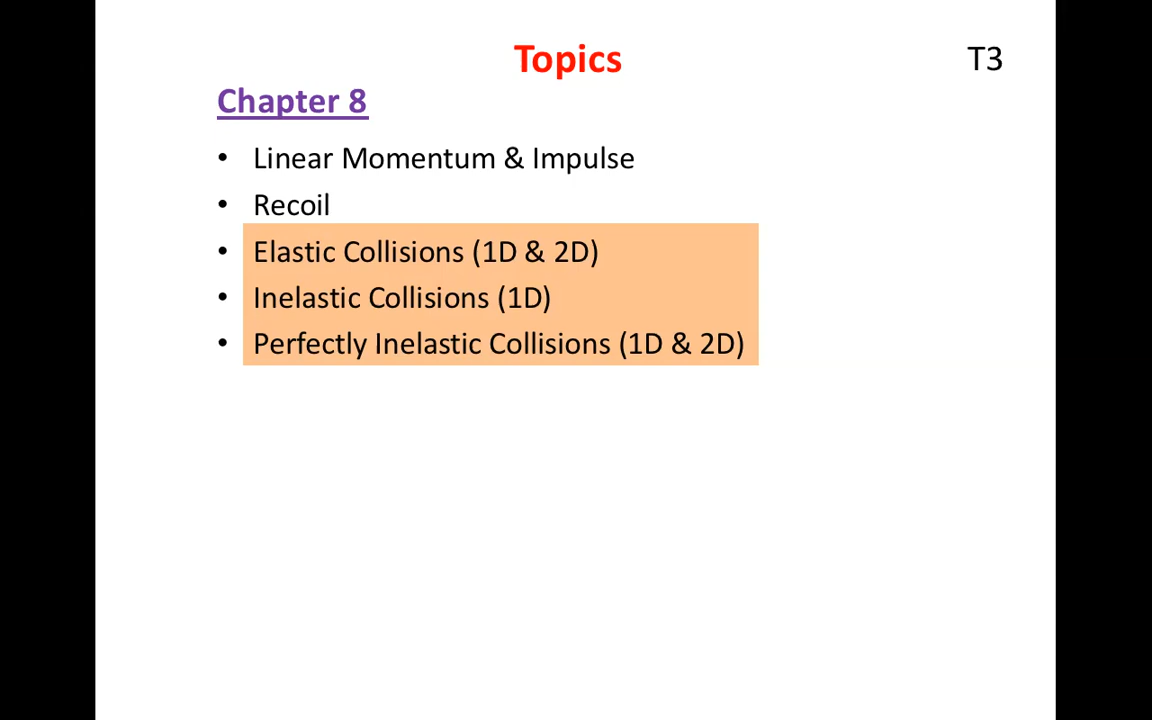 Topics
T3
Chapter 8
• Linear Momentum & Impulse
• Recoil
• Elastic Collisions (1D & 2D)
• Inelastic Collisions (1D)
• Perfectly Inelastic Collisions (1D & 2D)